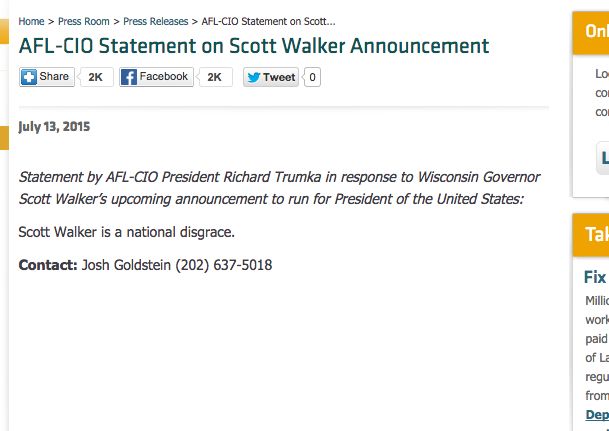 Home > Press Room > Press Releases > AFL-CIO Statement on Scott...
AFL-CIO Statement on Scott Walker Announcement
Share 2K Facebook 2K Tweet 0
July 13, 2015
Statement by AFL-CIO President Richard Trumka in response to Wisconsin Governor
Scott Walker's upcoming announcement to run for President of the United States:
Scott Walker is a national disgrace.
Contact: Josh Goldstein (202) 637-5018
Onl
Lo
con
con
L
Tak
Fix
Millio
work
paid
of La
regu
from
Dep